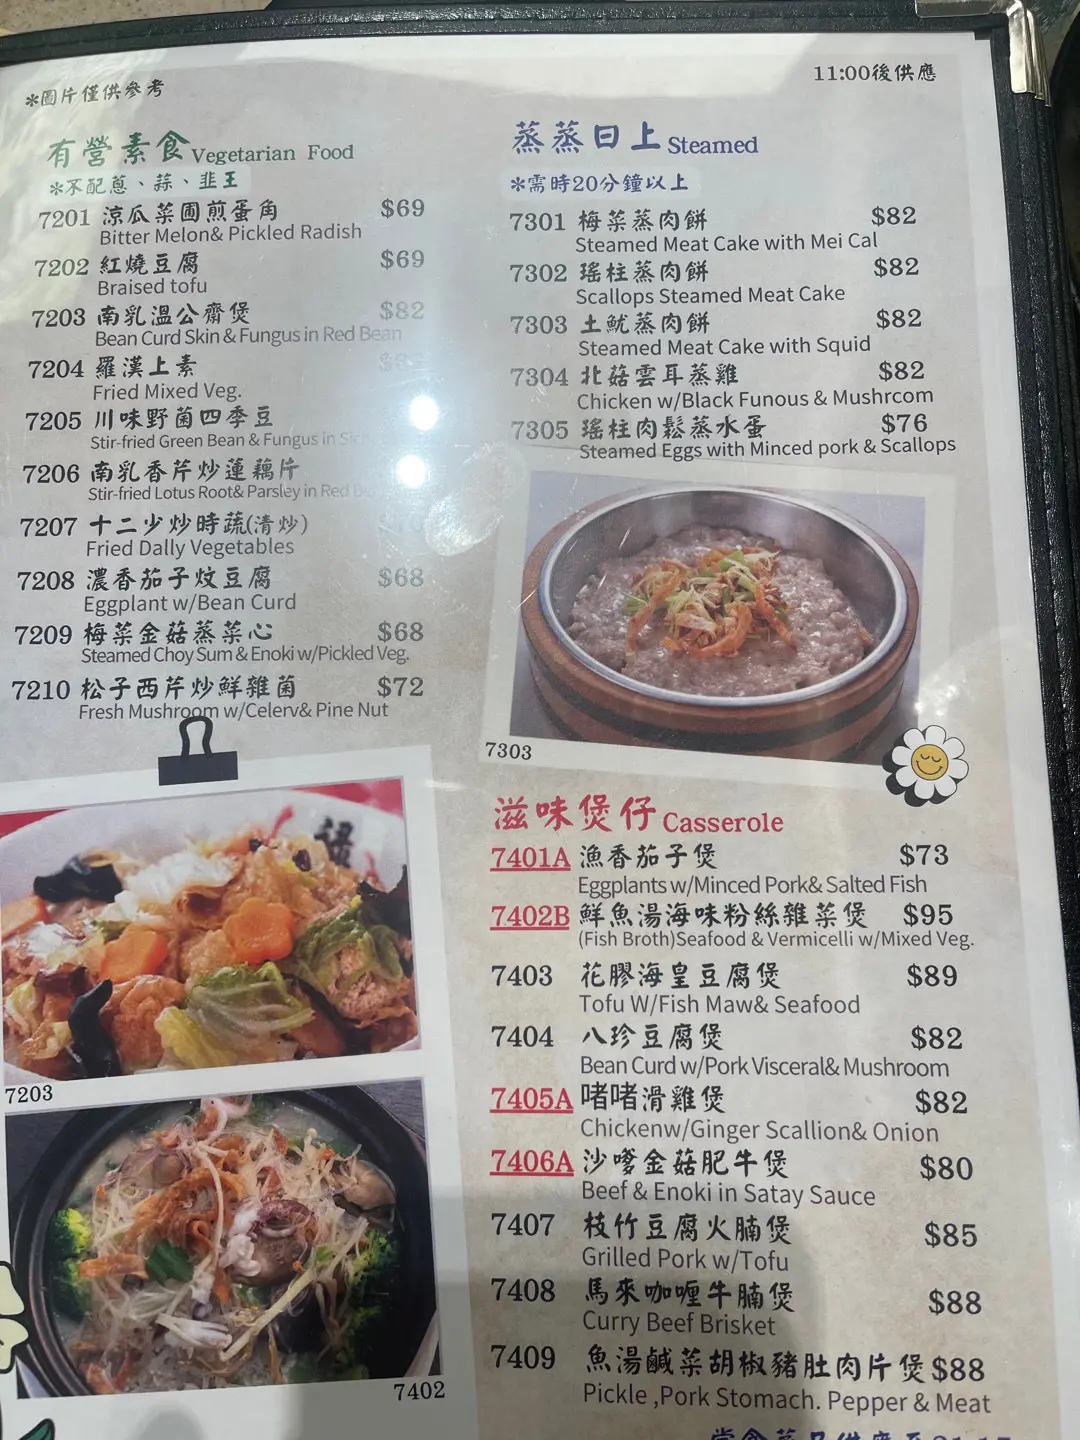 *圖片僅供參考
11:00後供應
有營素食 Vegetarian Food
*不配蔥、蒜、韭王
7201 涼瓜菜圃煎蛋角 $69
Bitter Melon& Pickled Radish
7202 紅燒豆腐 $69
Braised tofu
7203 南乳溫公齋煲 $82
Bean Curd Skin & Fungus in Red Bean
7204 羅漢上素
Fried Mixed Veg.
7205 川味野菌四季豆
Stir-fried Green Bean & Fungus in
7206 南乳香芹炒蓮藕片
Stir-fried Lotus Root& Parsley in Red
7207 十二少炒時蔬(清炒)
Fried Dally Vegetables
7208 濃香茄子炆豆腐 $68
Eggplant w/Bean Curd
7209 梅菜金菇蒸菜心 $68
Steamed Choy Sum & Enoki w/Pickled Veg.
7210 松子西芹炒鮮雜菌 $72
Fresh Mushroom w/Celerv& Pine Nut
7203
7402
蒸蒸日上 Steamed
*需時20分鐘以上
7301 梅菜蒸肉餅 $82
Steamed Meat Cake with Mei Cal
7302 瑤柱蒸肉餅 $82
Scallops Steamed Meat Cake
7303 土魷蒸肉餅 $82
Steamed Meat Cake with Squid
7304 北菇雲耳蒸雞 $82
Chicken w/Black Funous & Mushrcom
7305 瑤柱肉鬆蒸水蛋 $76
Steamed Eggs with Minced pork & Scallops
7303
滋味煲仔 Casserole
7401A 漁香茄子煲 $73
Eggplants w/Minced Pork& Salted Fish
7402B 鮮魚湯海味粉絲雜菜煲 $95
(Fish Broth)Seafood & Vermicelli w/Mixed Veg.
7403 花膠海皇豆腐煲 $89
Tofu W/Fish Maw& Seafood
7404 八珍豆腐煲 $82
Bean Curd w/Pork Visceral& Mushroom
7405A 啫啫滑雞煲 $82
Chickenw/Ginger Scallion& Onion
7406A 沙嗲金菇肥牛煲 $80
Beef & Enoki in Satay Sauce
7407 枝竹豆腐火腩煲 $85
Grilled Pork w/Tofu
7408 馬來咖喱牛腩煲 $88
Curry Beef Brisket
7409 魚湯鹹菜胡椒豬肚肉片煲 $88
Pickle ,Pork Stomach. Pepper & Meat